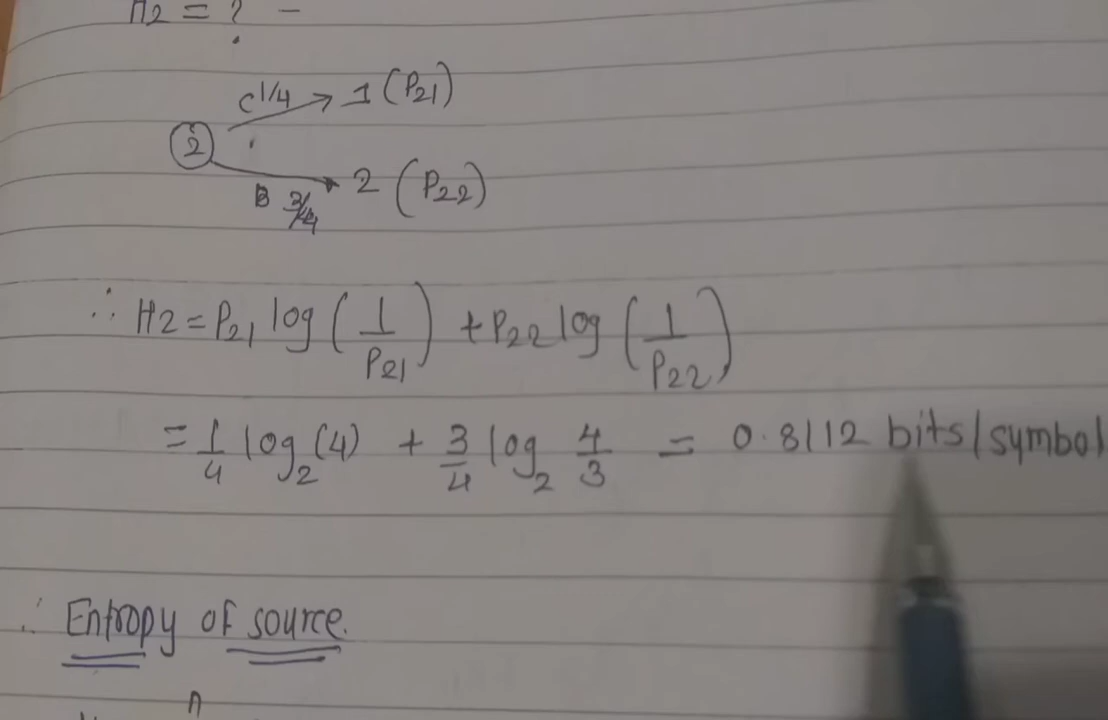 H2 = ?
C 1/4 → 1 (P21)
2
B 3/4 → 2 (P22)
∴ H2 = P21 log (1/P21) + P22 log (1/P22)
= 1/4 log2 (4) + 3/4 log2 4/3 = 0.8112 bits/symbol
∴ Entropy of source.
n